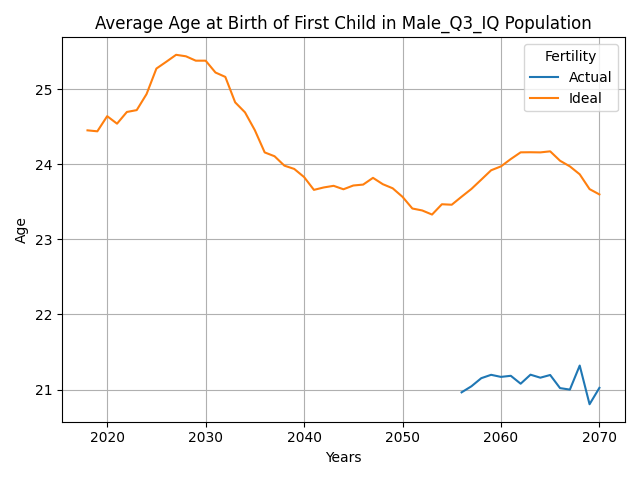 Average Age at Birth of First Child in Male_Q3_IQ Population
Fertility
Actual
Ideal
Age
25
24
23
22
21
2020 2030 2040 2050 2060 2070
Years